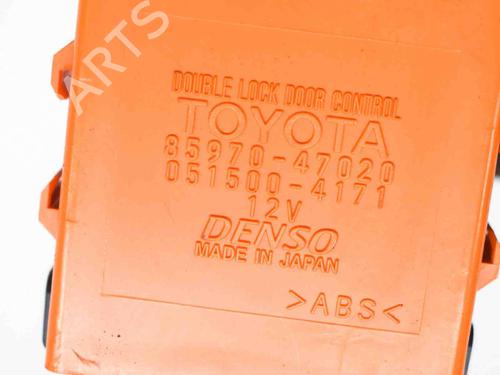 ARTS
DOUBLE LOCK DOOR CONTROL
TOYOTA
85970-47020
051500-4171
12V
DENSO
MADE IN JAPAN
>ABS<